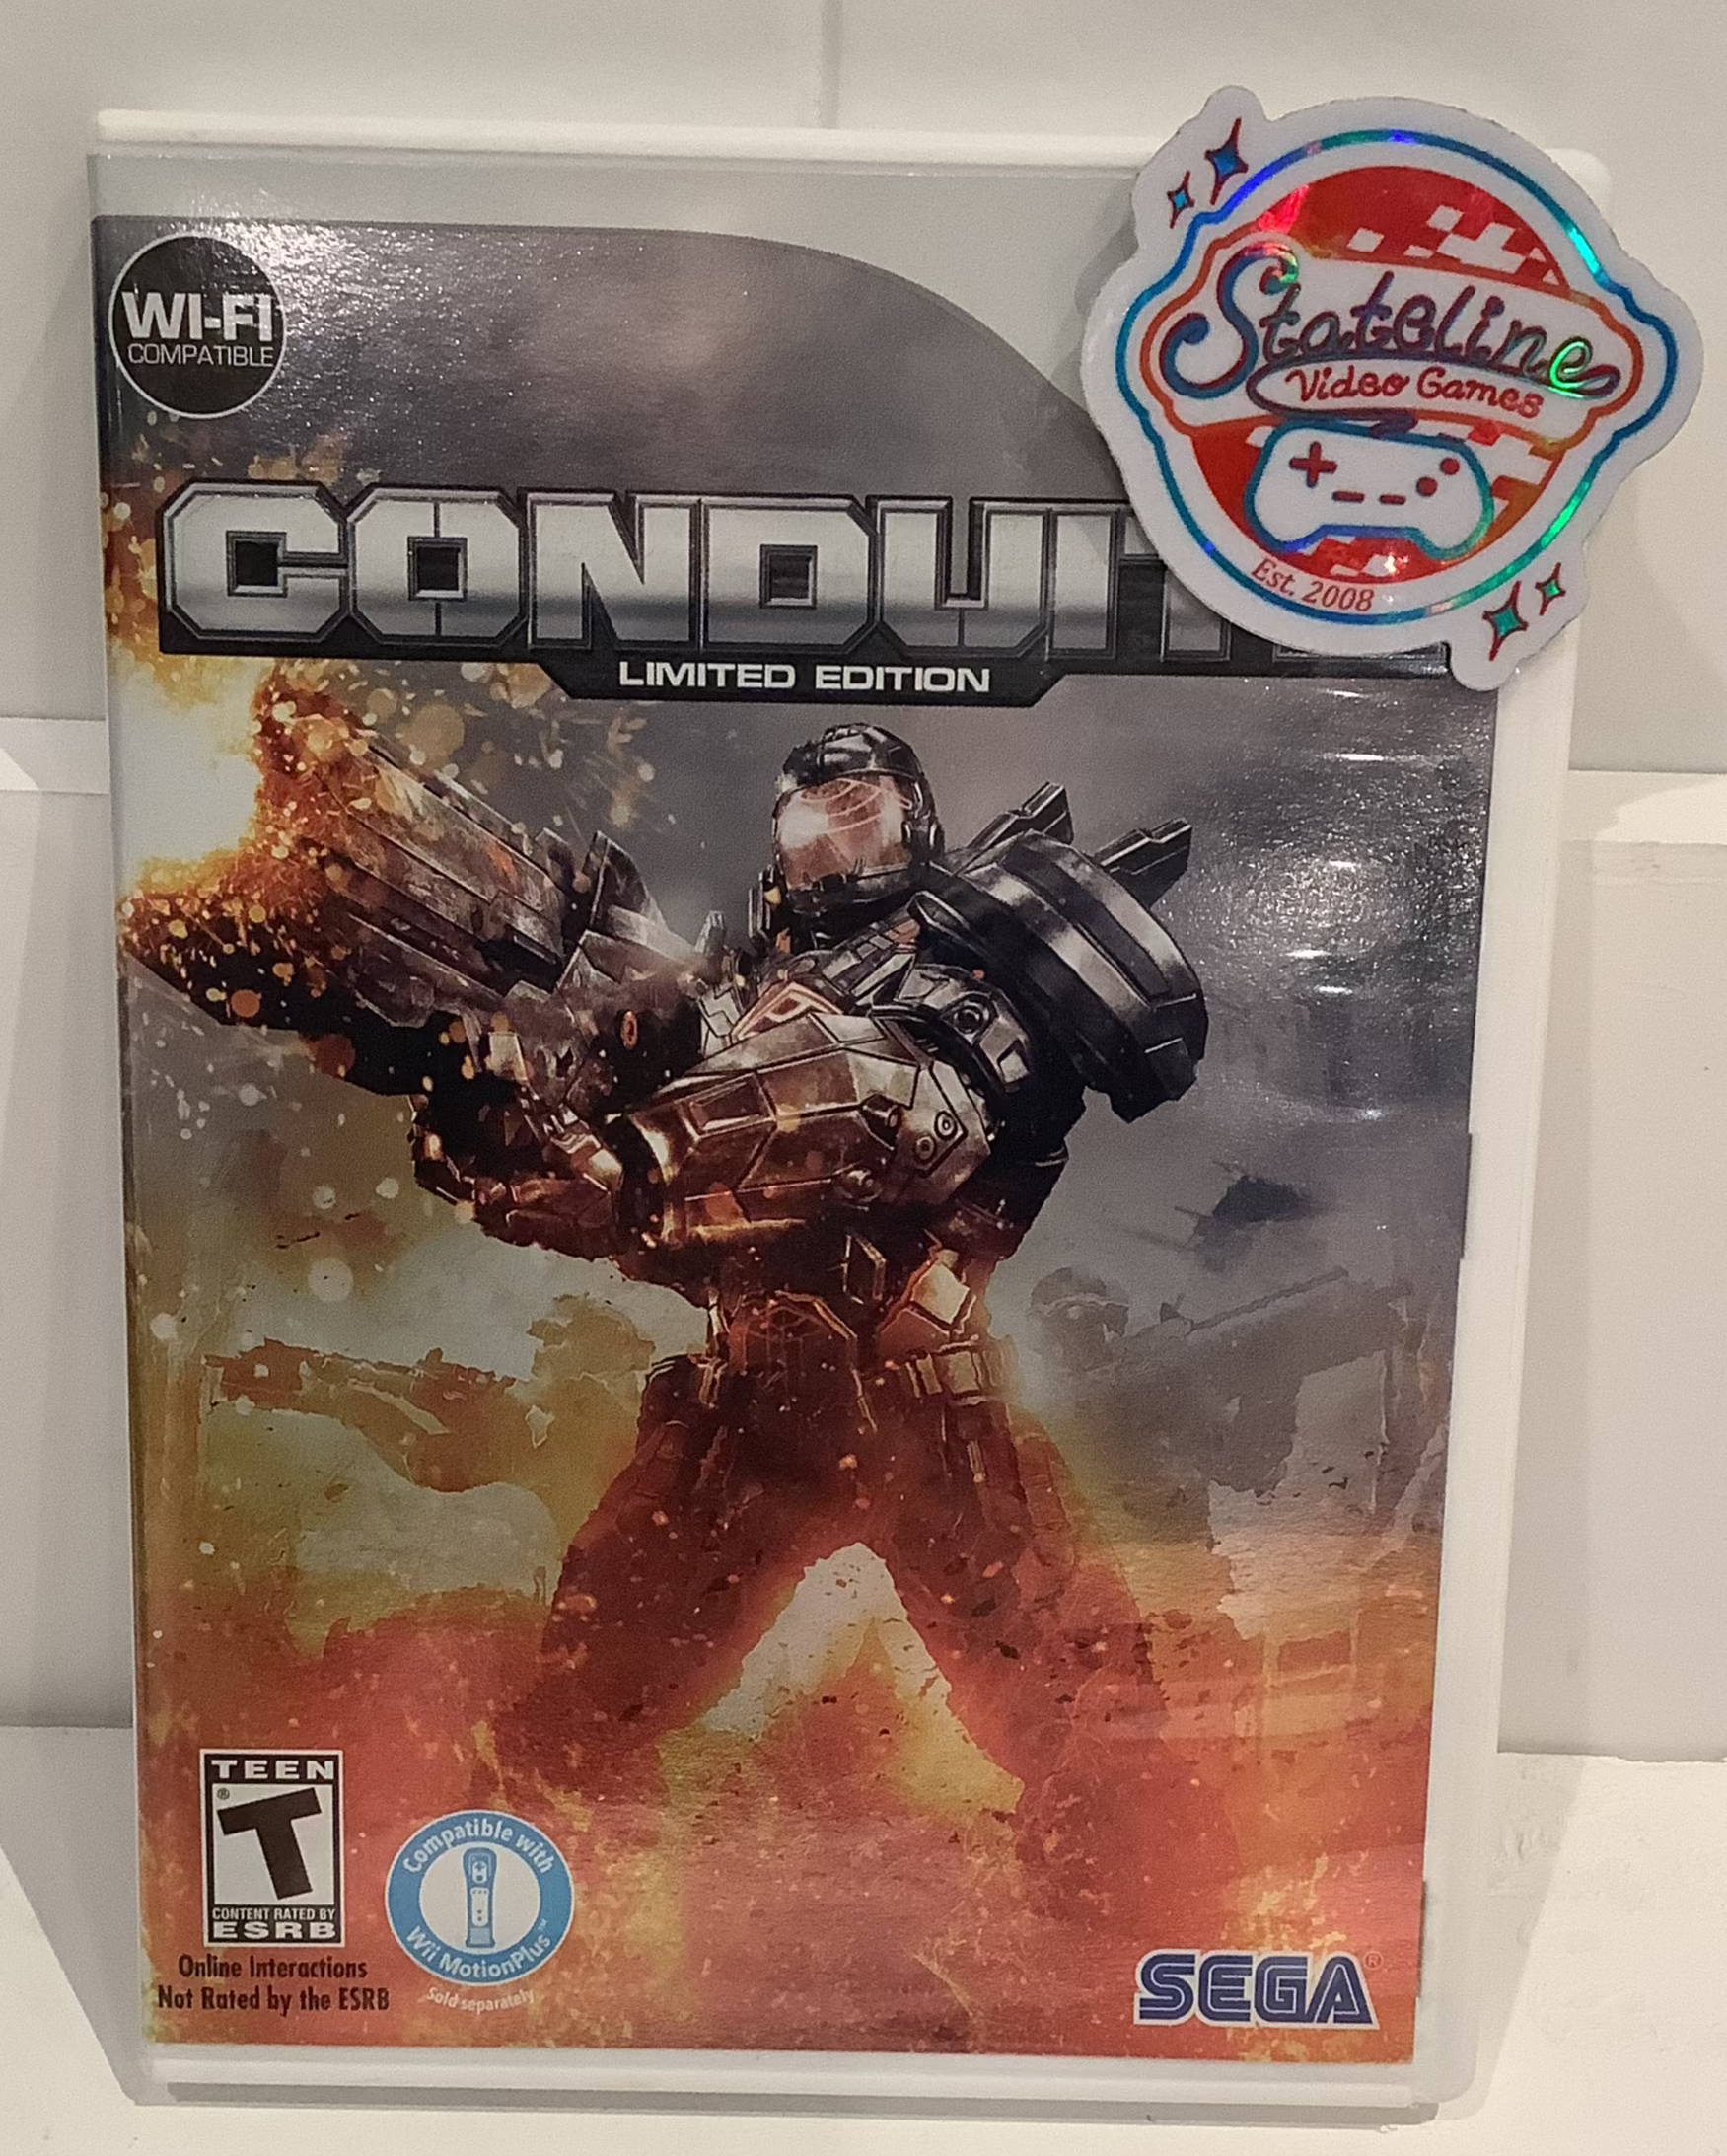 WI-FI
COMPATIBLE
Stateline
Video Games
Est. 2008
CONDUIT
LIMITED EDITION
TEEN
T
®
CONTENT RATED BY
ESRB
Online Interactions
Not Rated by the ESRB
Compatible with
Wii MotionPlus™
Sold separately
SEGA®